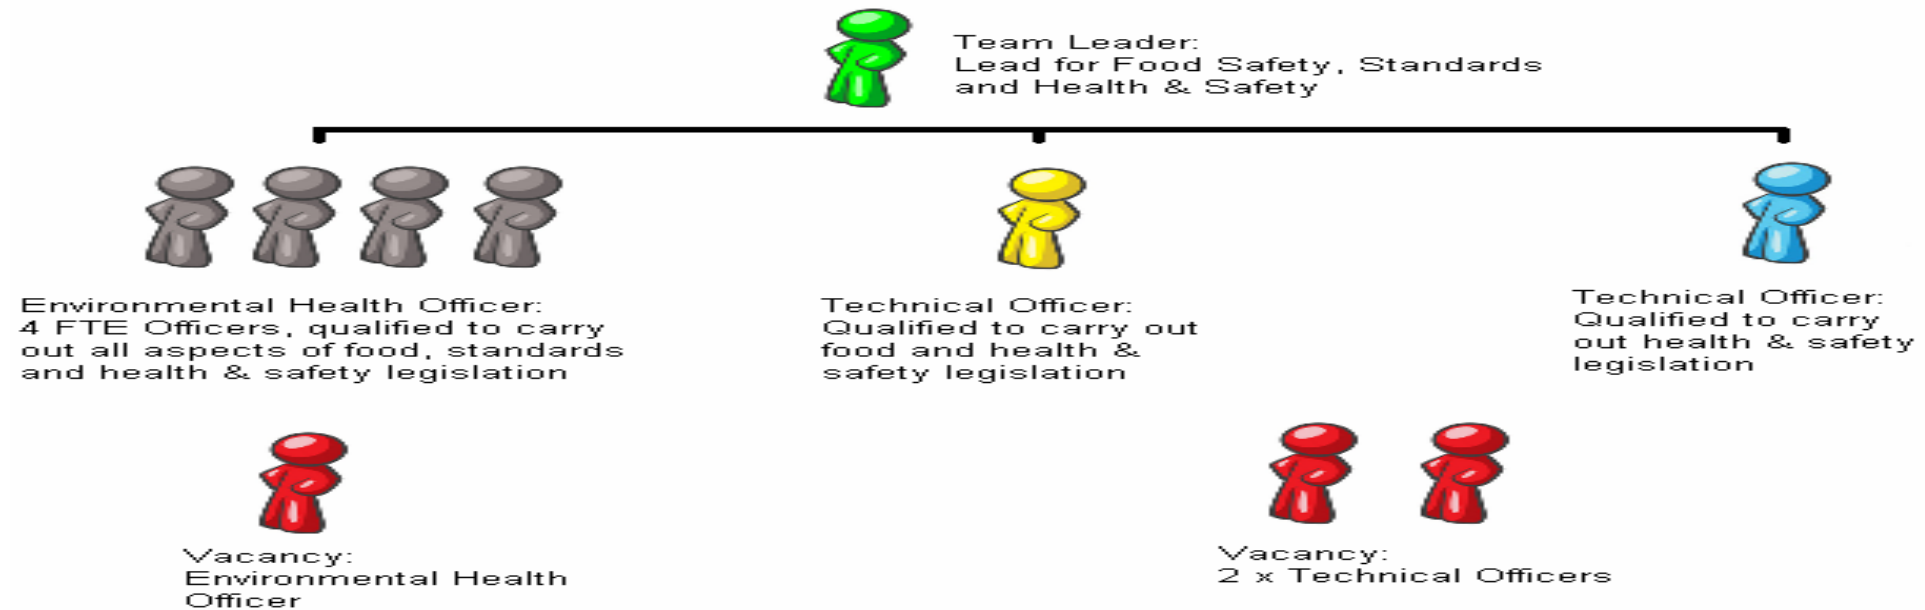 Team Leader:
Lead for Food Safety, Standards
and Health & Safety
Environmental Health Officer:
4 FTE Officers, qualified to carry
out all aspects of food, standards
and health & safety legislation
Technical Officer:
Qualified to carry out
food and health &
safety legislation
Technical Officer:
Qualified to carry
out health & safety
legislation
Vacancy:
Environmental Health
Officer
Vacancy:
2 x Technical Officers